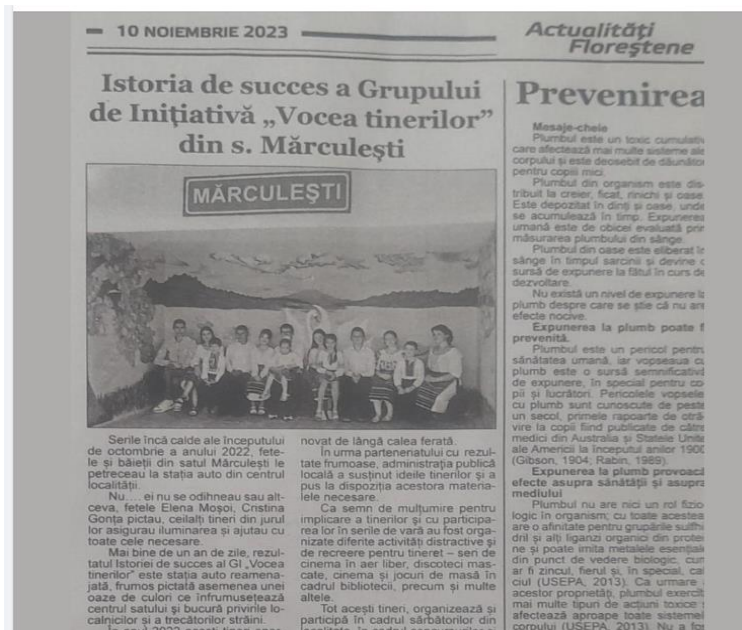 10 NOIEMBRIE 2023
Actualități
Floreștene
Istoria de succes a Grupului
de Inițiativă „Vocea tinerilor”
din s. Mărculești
MĂRCULEȘTI
Serile încă calde ale începutului
de octombrie a anului 2022, fete-
le și băieții din satul Mărculești le
petreceau la stația auto din centrul
localității.
Nu.... ei nu se odihneau sau alt-
ceva, fetele Elena Moșoi, Cristina
Gonța pictau, ceilalți tineri din jurul
lor asigurau iluminarea și ajutau cu
toate cele necesare.
Mai bine de un an de zile, rezul-
tatul Istoriei de succes al GI „Vocea
tinerilor” este stația auto reamena-
jată, frumos pictată asemenea unei
oaze de culori ce înfrumusețează
centrul satului și bucură privirile lo-
calnicilor și a trecătorilor străini.
novat de lângă calea ferată.
În urma partenenatului cu rezul-
tate frumoase, administrația publică
locală a susținut ideile tinerilor și a
pus la dispoziția acestora materia-
lele necesare.
Ca semn de mulțumire pentru
implicare a tinerilor și cu participa-
rea lor în serile de vară au fost orga-
nizate diferite activități distractive și
de recreere pentru tineret – seri de
cinema în aer liber, discoteci mas-
cate, cinema și jocuri de masă în
cadrul bibliotecii, precum și multe
altele.
Tot acești tineri, organizează și
participă în cadrul sărbătorilor din
Prevenirea
Mesaje-cheie
Plumbul este un toxic cumulativ
care afectează mai multe sisteme ale
corpului și este deosebit de dăunător
pentru copiii mici.
Plumbul din organism este dis-
tribuit la creier, ficat, rinichi și oase.
Este depozitat în dinți și oase, unde
se acumulează în timp. Expunerea
umană este de obicei evaluată prin
măsurarea plumbului din sânge.
Plumbul din oase este eliberat în
sânge în timpul sarcinii și devine o
sursă de expunere la fătul în curs de
dezvoltare.
Nu există un nivel de expunere la
plumb despre care se știe că nu are
efecte nocive.
Expunerea la plumb poate f
prevenită.
Plumbul este un pericol pentru
sănătatea umană, iar vopseaua cu
plumb este o sursă semnificativă
de expunere, în special pentru co-
pii și lucrători. Pericolele vopsele
cu plumb sunt cunoscute de peste
un secol, primele rapoarte de otră-
vire la copii fiind publicate de către
medici din Australia și Statele Unite
ale Americii la începutul anilor 1900
(Gibson, 1904; Rabin, 1989).
Expunerea la plumb provoacă
efecte asupra sănătății și asupra
mediului
Plumbul nu are nici un rol fizio-
logic în organism; cu toate acestea
are o afinitate pentru grupările sulfhi-
dril și alți liganzi organici din protei-
ne și poate imita metalele esențiale
din punct de vedere biologic, cum
ar fi zincul, fierul și, în special, cal-
ciul (USEPA, 2013). Ca urmare a
acestor proprietăți, plumbul exercită
mai multe tipuri de acțiuni toxice și
afectează aproape toate sistemele
corpului (USEPA, 2013). Nu a fo